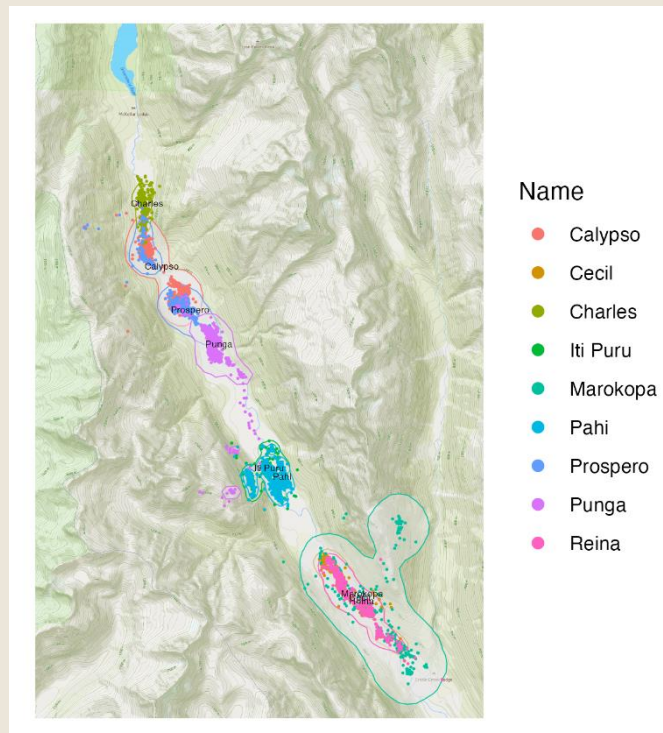 Charles
Calypso
Prospero
Punga
Iti Puru
Pahi
Marokopa
Name
Calypso
Cecil
Charles
Iti Puru
Marokopa
Pahi
Prospero
Punga
Reina